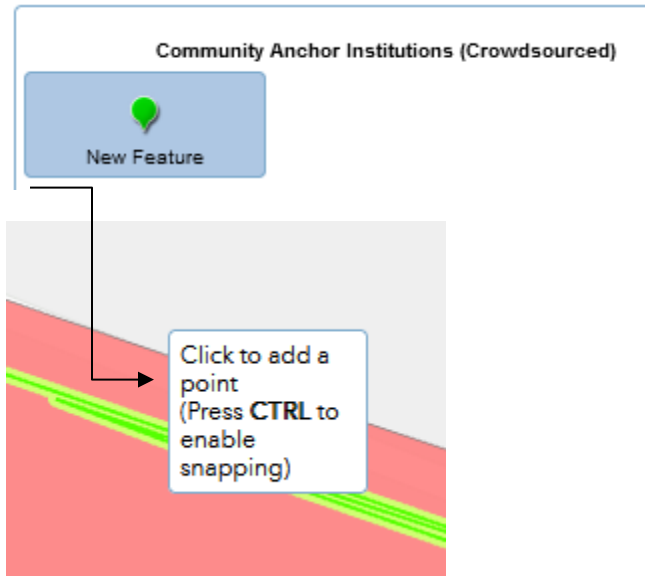 Community Anchor Institutions (Crowdsourced)
New Feature
Click to add a
point
(Press CTRL to
enable
snapping)